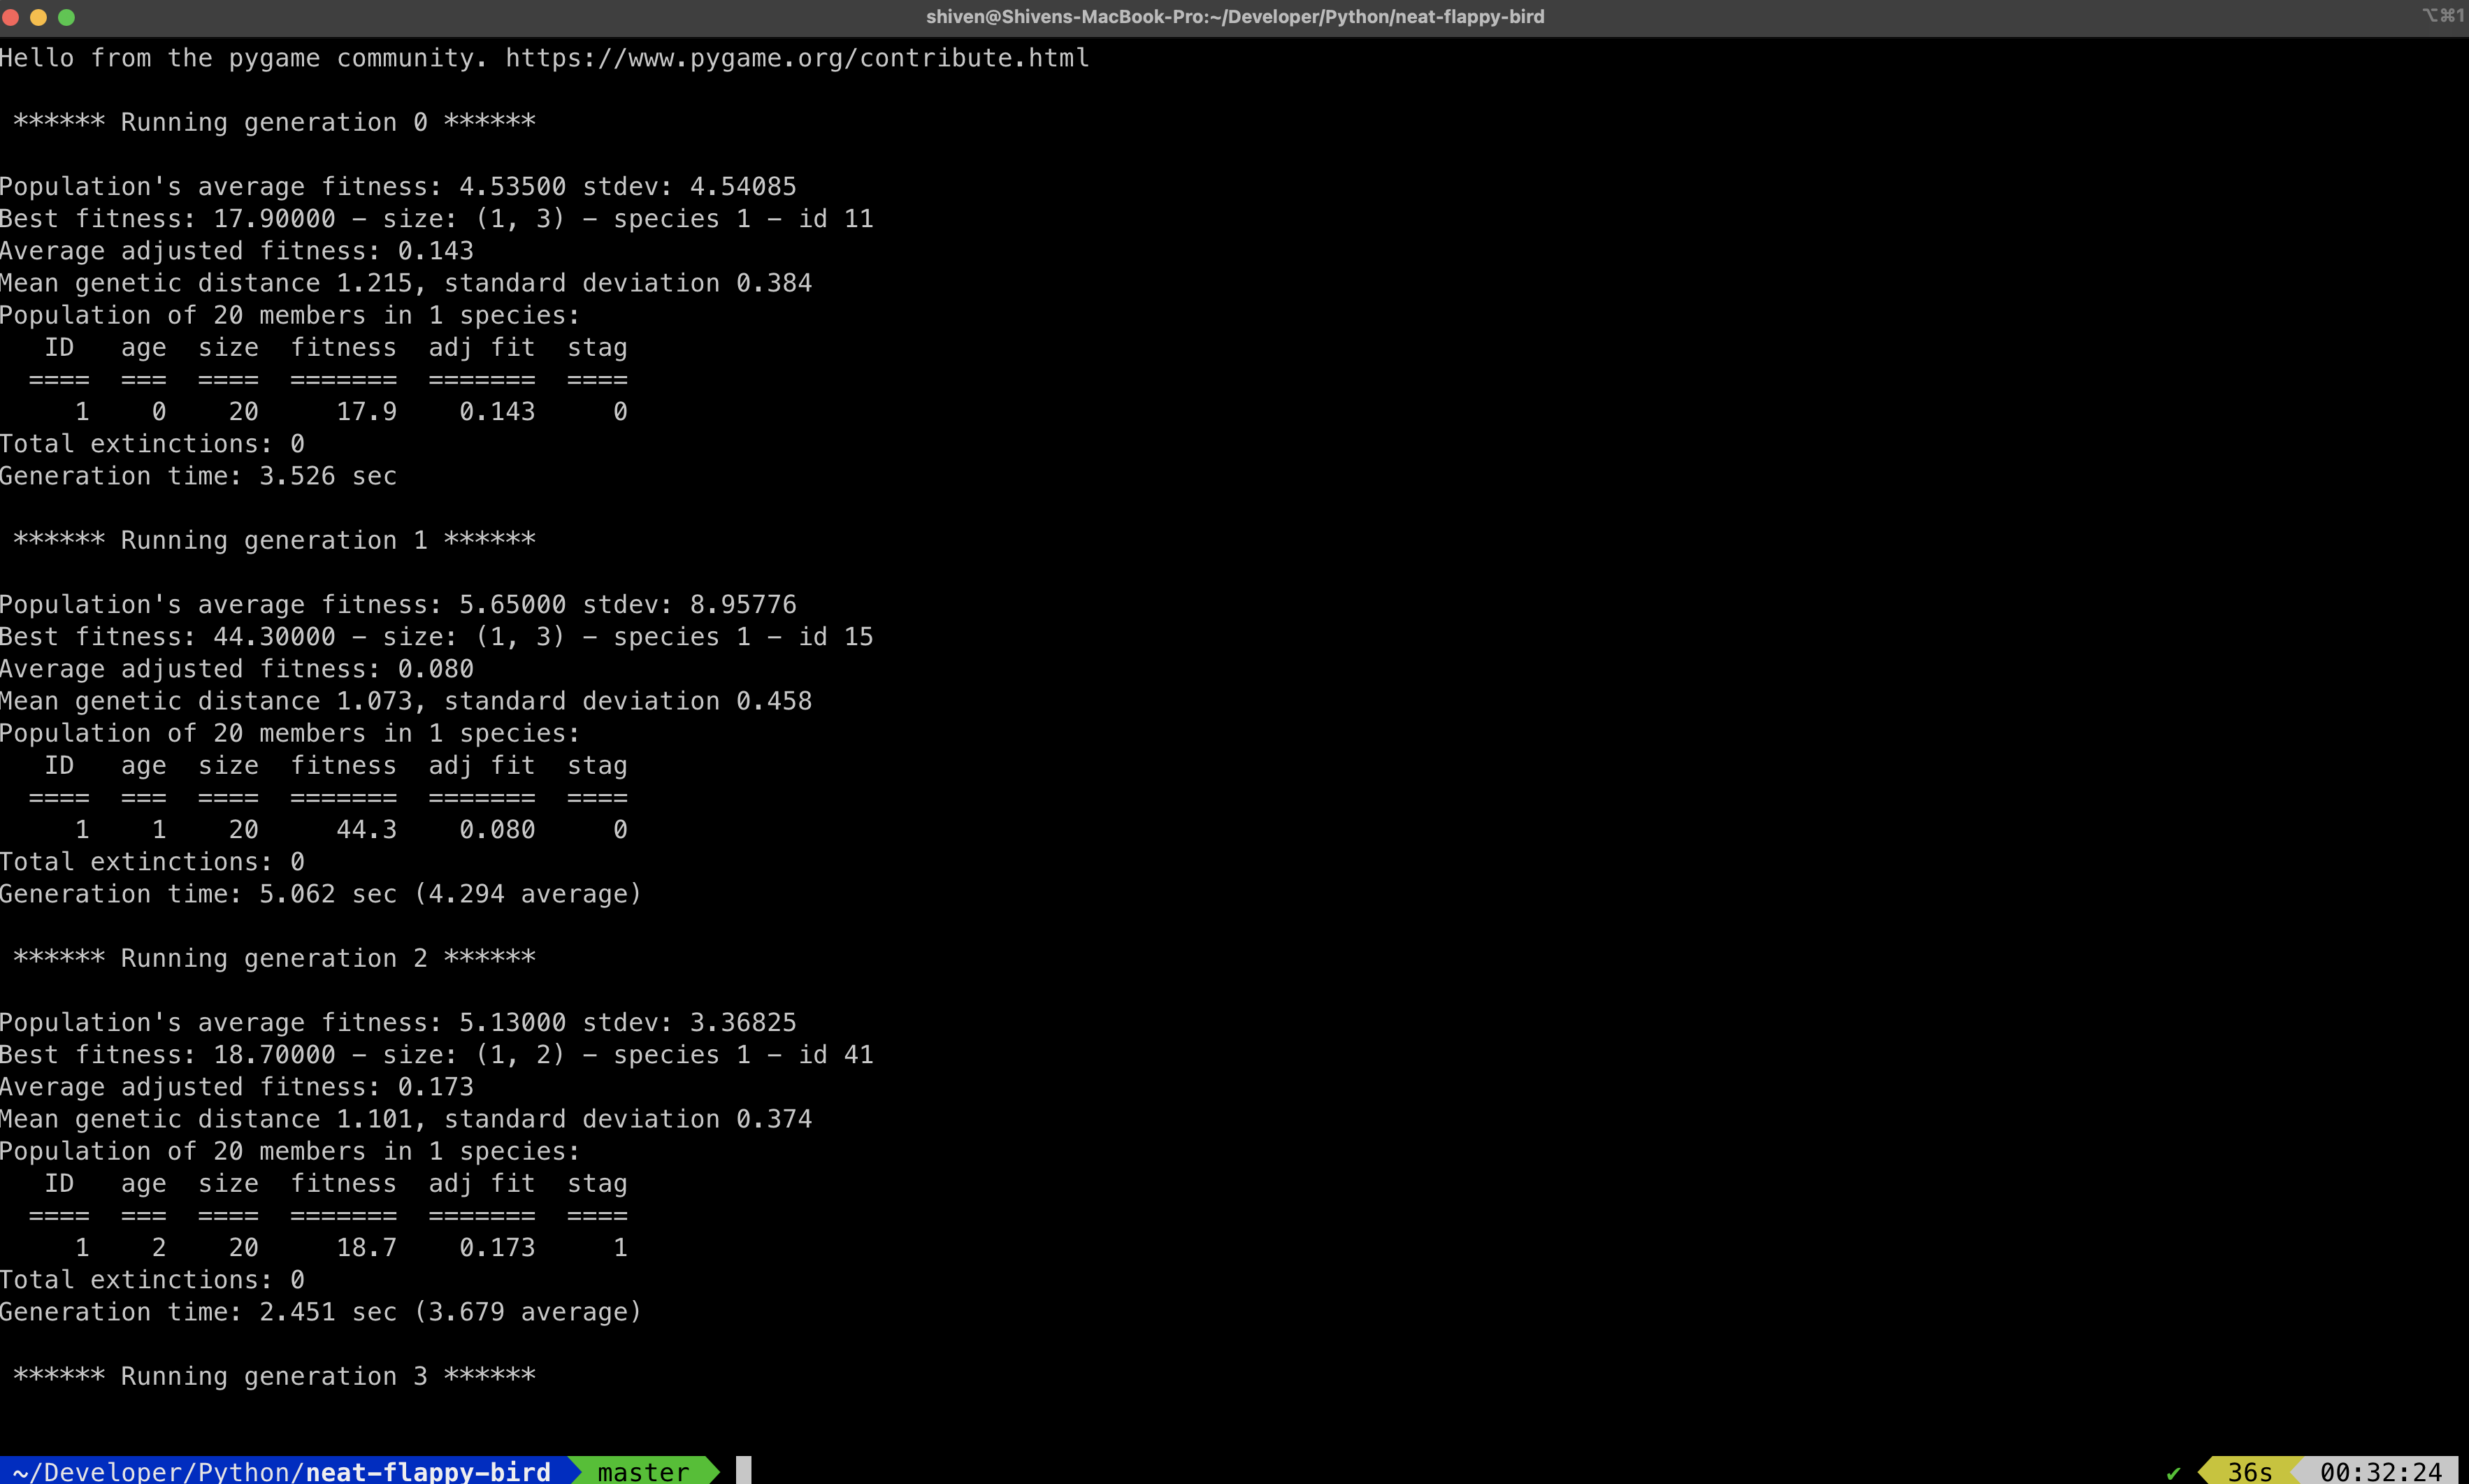 shiven@Shivens-MacBook-Pro:~/Developer/Python/neat-flappy-bird ⌥⌘1
Hello from the pygame community. https://www.pygame.org/contribute.html
****** Running generation 0 ******
Population's average fitness: 4.53500 stdev: 4.54085
Best fitness: 17.90000 - size: (1, 3) - species 1 - id 11
Average adjusted fitness: 0.143
Mean genetic distance 1.215, standard deviation 0.384
Population of 20 members in 1 species:
ID age size fitness adj fit stag
==== === ==== ======= ======= ====
1 0 20 17.9 0.143 0
Total extinctions: 0
Generation time: 3.526 sec
****** Running generation 1 ******
Population's average fitness: 5.65000 stdev: 8.95776
Best fitness: 44.30000 - size: (1, 3) - species 1 - id 15
Average adjusted fitness: 0.080
Mean genetic distance 1.073, standard deviation 0.458
Population of 20 members in 1 species:
ID age size fitness adj fit stag
==== === ==== ======= ======= ====
1 1 20 44.3 0.080 0
Total extinctions: 0
Generation time: 5.062 sec (4.294 average)
****** Running generation 2 ******
Population's average fitness: 5.13000 stdev: 3.36825
Best fitness: 18.70000 - size: (1, 2) - species 1 - id 41
Average adjusted fitness: 0.173
Mean genetic distance 1.101, standard deviation 0.374
Population of 20 members in 1 species:
ID age size fitness adj fit stag
==== === ==== ======= ======= ====
1 2 20 18.7 0.173 1
Total extinctions: 0
Generation time: 2.451 sec (3.679 average)
****** Running generation 3 ******
~/Developer/Python/neat-flappy-bird master ✔ 36s 00:32:24